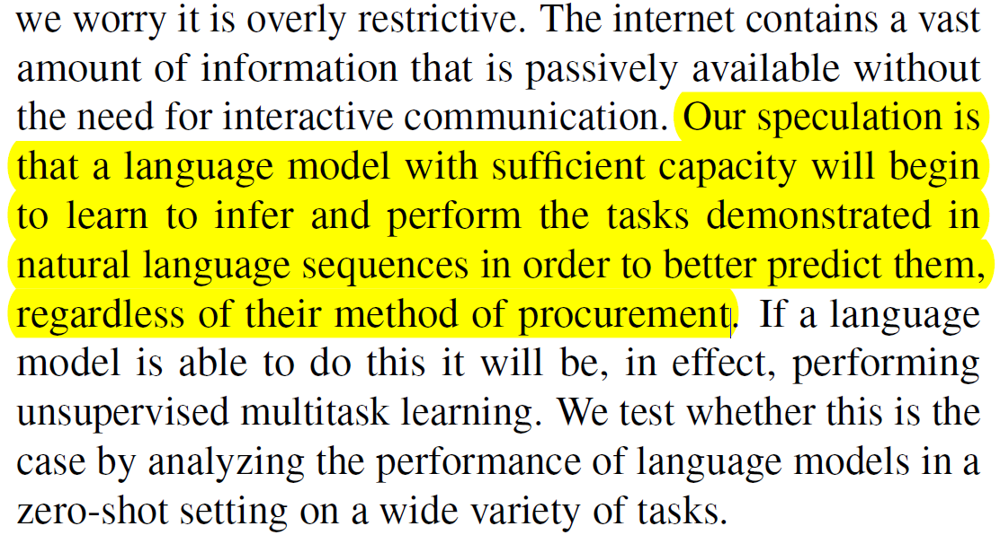 we worry it is overly restrictive. The internet contains a vast
amount of information that is passively available without
the need for interactive communication. Our speculation is
that a language model with sufficient capacity will begin
to learn to infer and perform the tasks demonstrated in
natural language sequences in order to better predict them,
regardless of their method of procurement. If a language
model is able to do this it will be, in effect, performing
unsupervised multitask learning. We test whether this is the
case by analyzing the performance of language models in a
zero-shot setting on a wide variety of tasks.